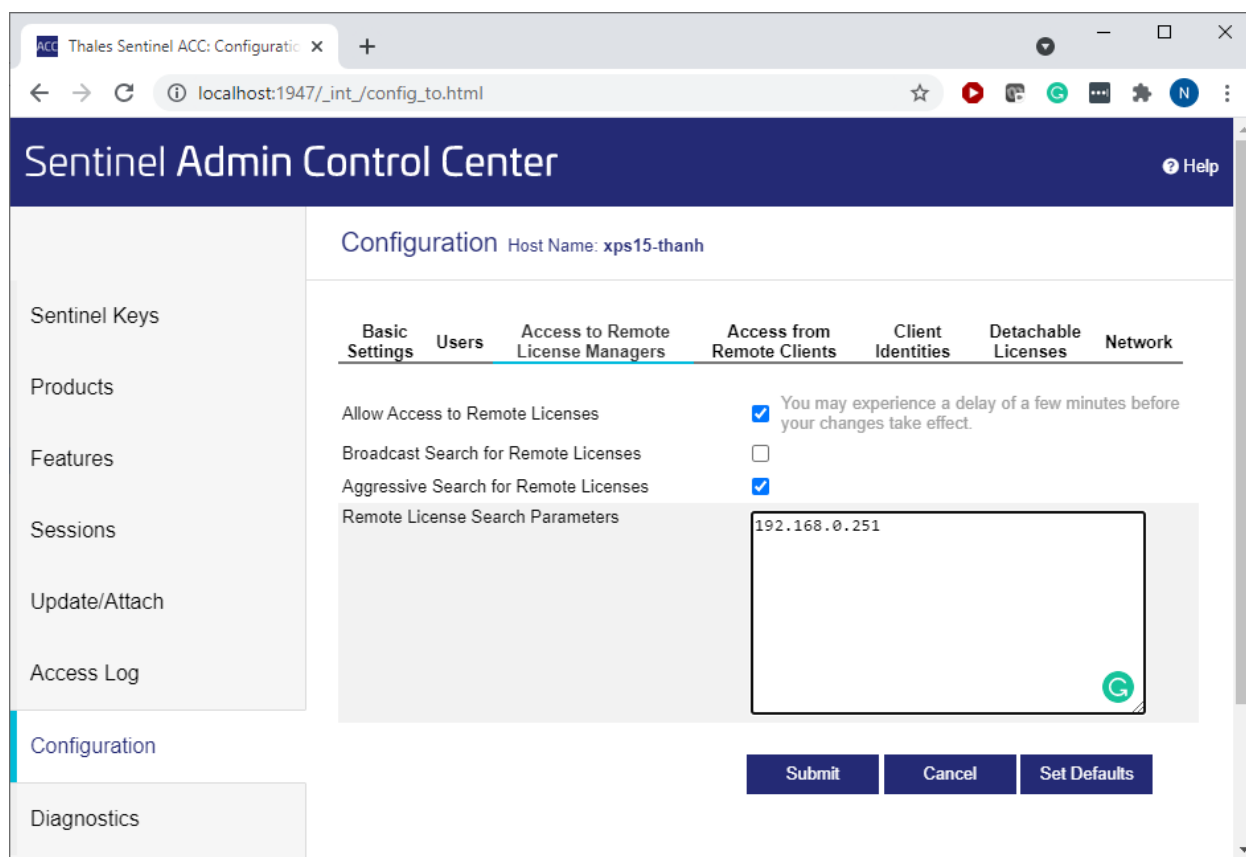 ACC Thales Sentinel ACC: Configuratic
localhost:1947/_int_/config_to.html
N
Sentinel Admin Control Center
? Help
Configuration Host Name: xps15-thanh
Sentinel Keys
Products
Features
Sessions
Update/Attach
Access Log
Configuration
Diagnostics
Basic Settings
Users
Access to Remote
License Managers
Access from
Remote Clients
Client
Identities
Detachable
Licenses
Network
Allow Access to Remote Licenses
You may experience a delay of a few minutes before
your changes take effect.
Broadcast Search for Remote Licenses
Aggressive Search for Remote Licenses
Remote License Search Parameters
192.168.0.251
Submit
Cancel
Set Defaults